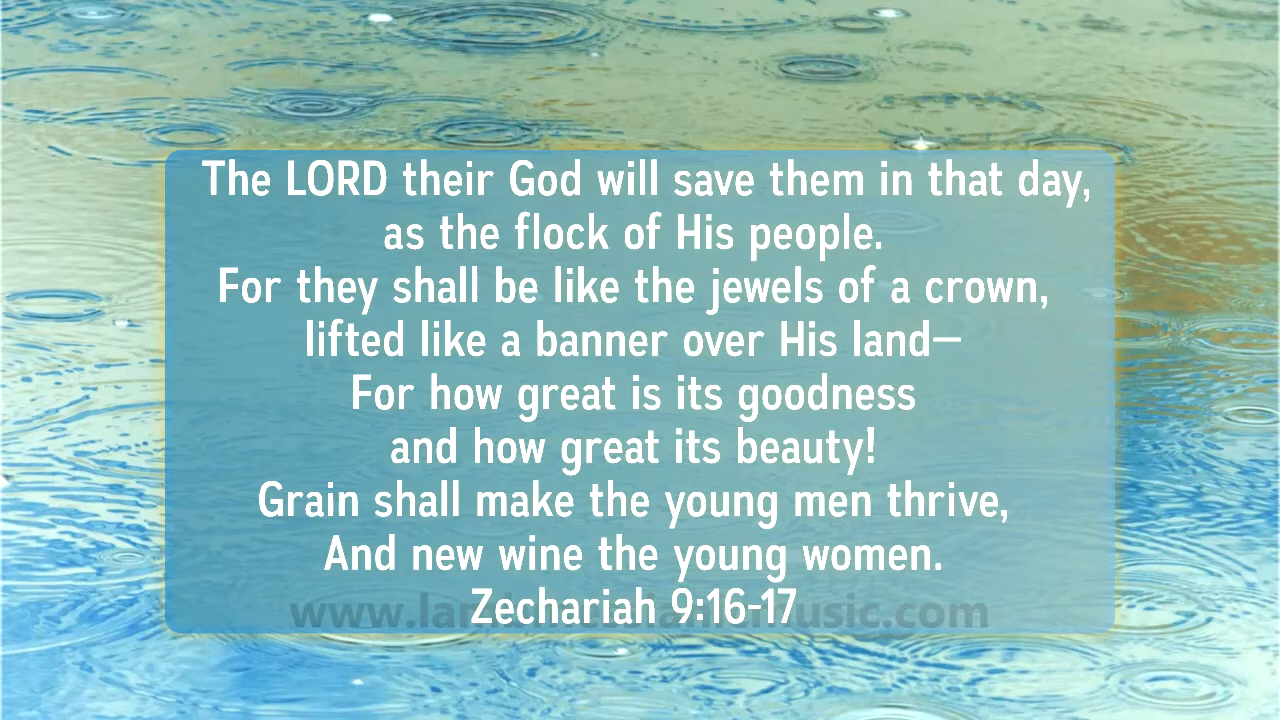 The LORD their God will save them in that day,
as the flock of His people.
For they shall be like the jewels of a crown,
lifted like a banner over His land—
For how great is its goodness
and how great its beauty!
Grain shall make the young men thrive,
And new wine the young women.
Zechariah 9:16-17